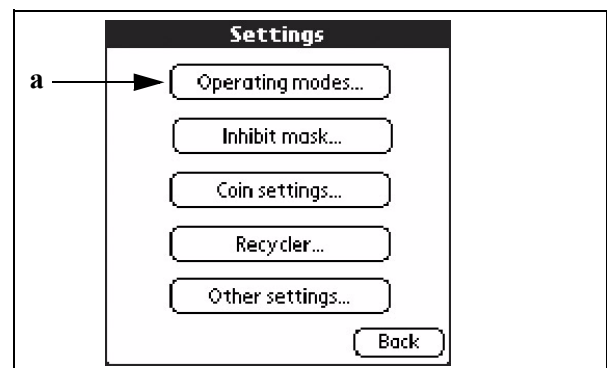 Settings
a
Operating modes...
Inhibit mask...
Coin settings...
Recycler...
Other settings...
Back